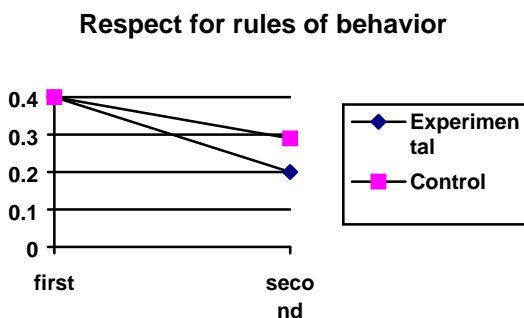 Respect for rules of behavior
0.4
0.3
0.2
0.1
0
first
seco
nd
Experimen
tal
Control